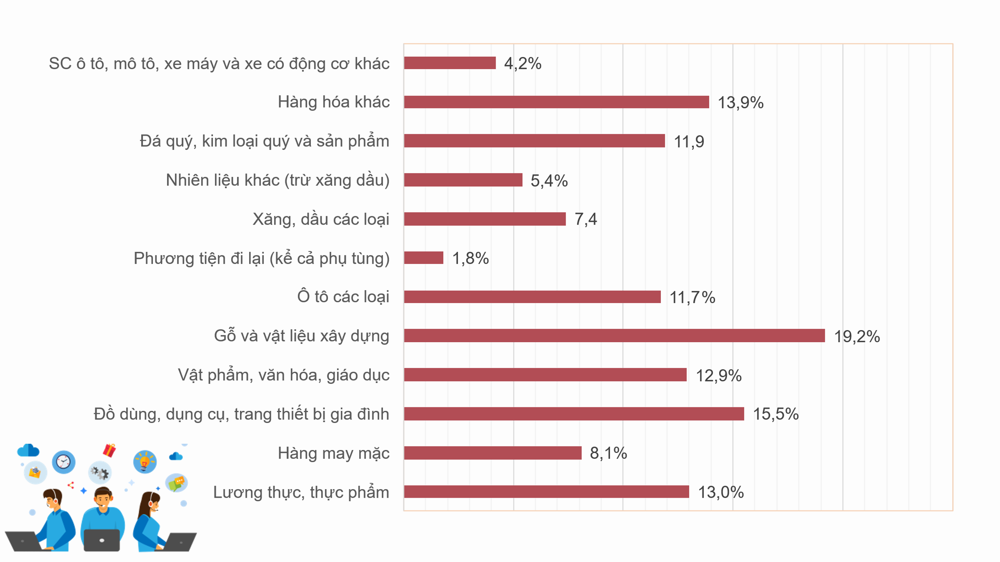 SC ô tô, mô tô, xe máy và xe có động cơ khác 4,2%
Hàng hóa khác 13,9%
Đá quý, kim loại quý và sản phẩm 11,9
Nhiên liệu khác (trừ xăng dầu) 5,4%
Xăng, dầu các loại 7,4
Phương tiện đi lại (kể cả phụ tùng) 1,8%
Ô tô các loại 11,7%
Gỗ và vật liệu xây dựng 19,2%
Vật phẩm, văn hóa, giáo dục 12,9%
Đồ dùng, dụng cụ, trang thiết bị gia đình 15,5%
Hàng may mặc 8,1%
Lương thực, thực phẩm 13,0%